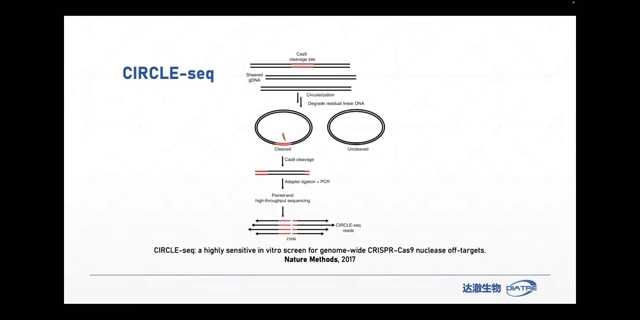 CIRCLE-seq
Cas9
cleavage site
Sheared
gDNA
Circularization
Degrade residual linear DNA
Cleaved
Uncleaved
Cas9 cleavage
Adapter ligation + PCR
Paired-end
high-throughput sequencing
CIRCLE-seq
reads
CIRCLE-seq: a highly sensitive in vitro screen for genome-wide CRISPR-Cas9 nuclease off-targets.
Nature Methods, 2017
达澈生物 DIATRE